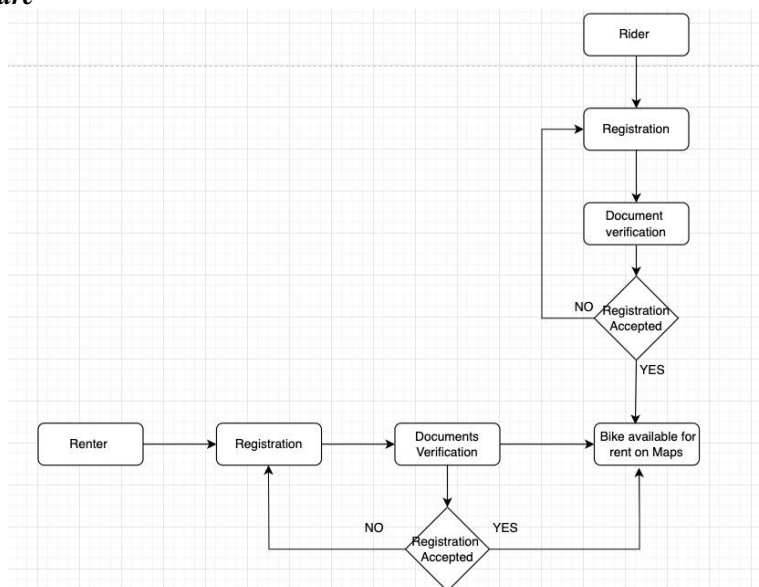 Rider
Registration
Document
verification
NO
Registration
Accepted
YES
Renter
Registration
Documents
Verification
Bike available for
rent on Maps
NO
YES
Registration
Accepted